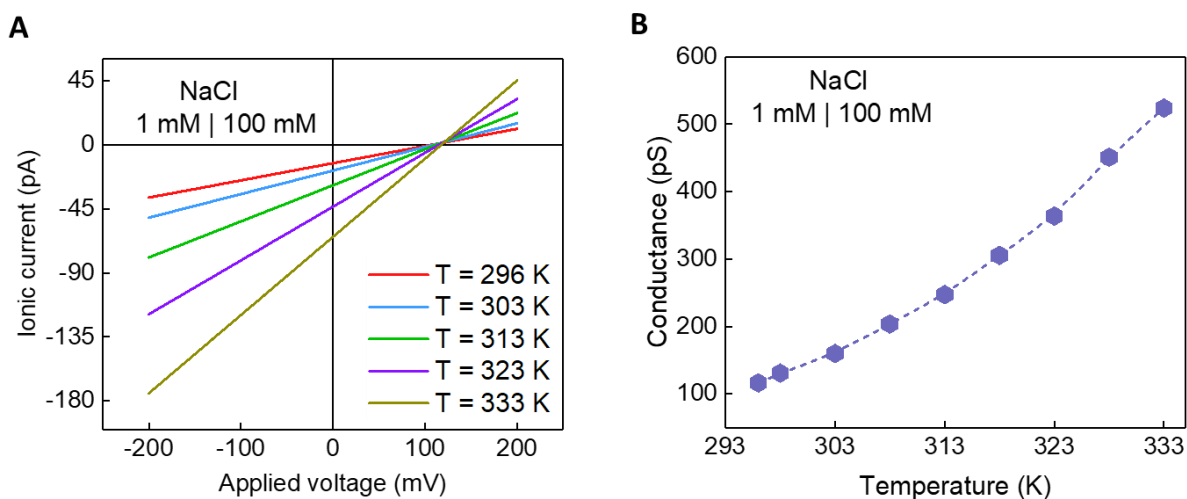 A
Ionic current (pA)
45
0
-45
-90
-135
-180
NaCl
1 mM | 100 mM
T = 296 K
T = 303 K
T = 313 K
T = 323 K
T = 333 K
-200
-100
0
100
200
Applied voltage (mV)
B
Conductance (pS)
600
500
400
300
200
100
NaCl
1 mM | 100 mM
293
303
313
323
333
Temperature (K)